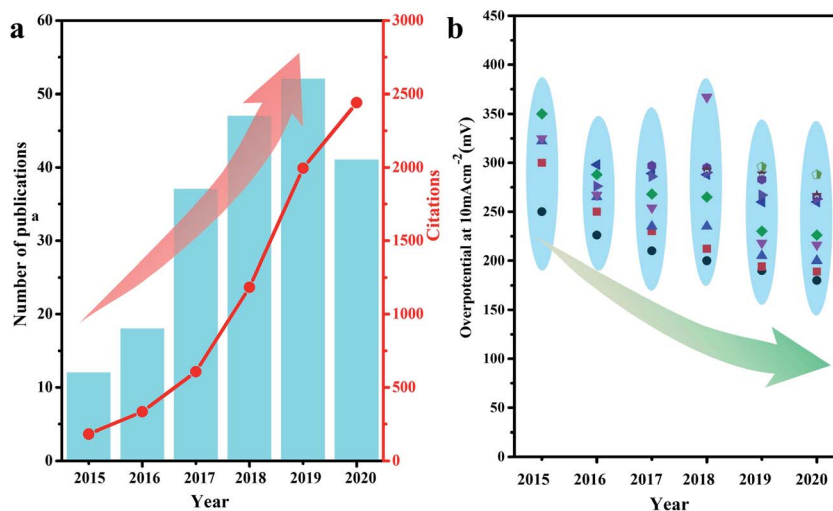 a
60
50
40
30
20
10
0
Number of publications
a
2015 2016 2017 2018 2019 2020
Year
3000
2500
2000
1500
1000
500
0
Citations
b
450
400
350
300
250
200
150
100
50
0
Overpotential at 10mAcm⁻²(mV)
2015 2016 2017 2018 2019 2020
Year